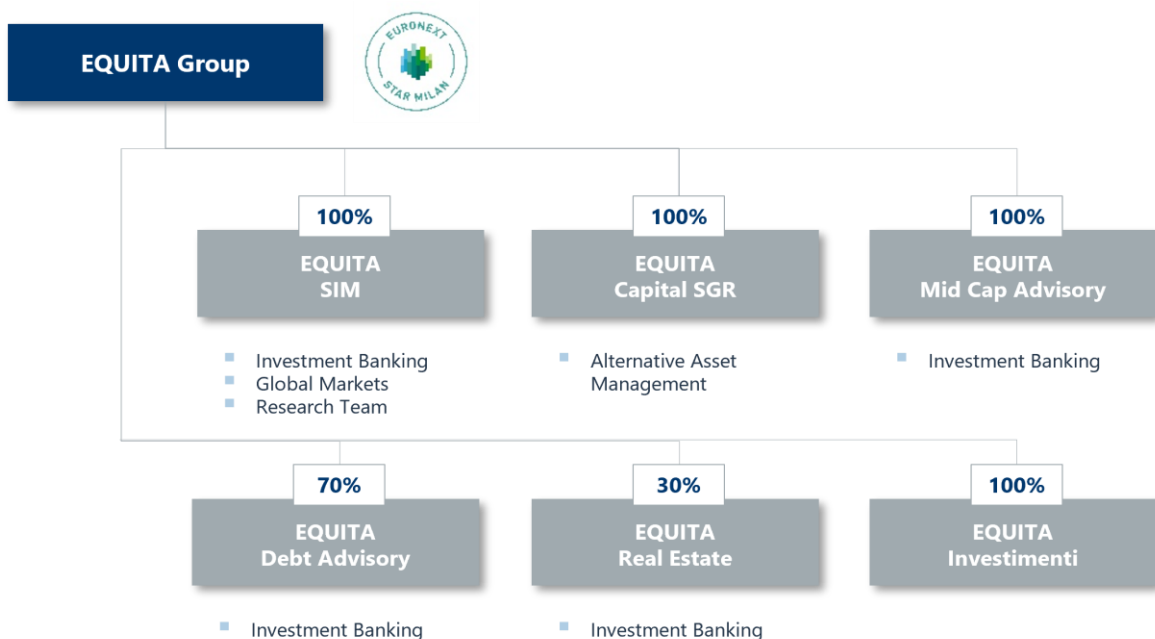 EQUITA Group
EURONEXT
STAR MILAN
100%
100%
100%
EQUITA
SIM
EQUITA
Capital SGR
EQUITA
Mid Cap Advisory
Investment Banking
Global Markets
Research Team
Alternative Asset
Management
Investment Banking
70%
30%
100%
EQUITA
Debt Advisory
EQUITA
Real Estate
EQUITA
Investimenti
Investment Banking
Investment Banking